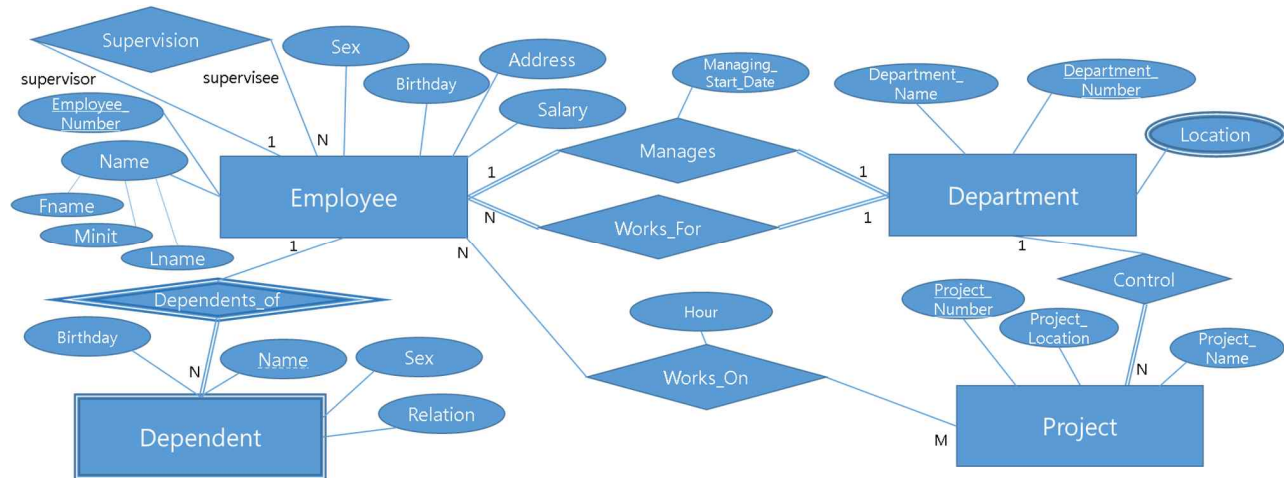 Supervision
Sex
Address
Birthday
Salary
supervisor
supervisee
Employee_
Number
Name
Fname
Minit
Lname
1
N
Employee
Managing_
Start_Date
Manages
1
1
Works_For
N
1
Department_
Name
Department_
Number
Location
Department
1
Dependents_of
N
Birthday
Name
Sex
Relation
Dependent
N
Hour
Works_On
M
1
Control
N
Project_
Number
Project_
Location
Project_
Name
Project